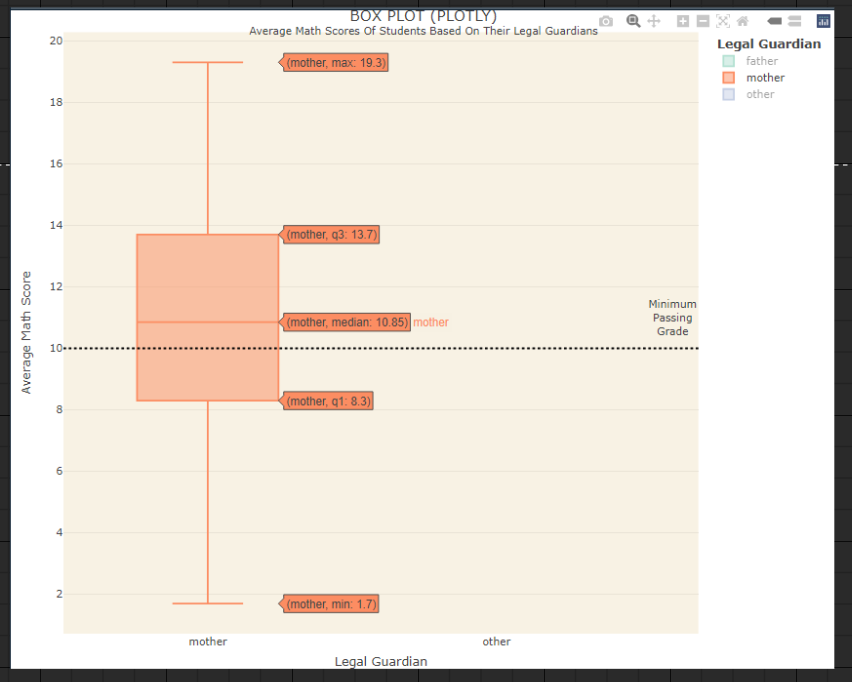 BOX PLOT (PLOTLY)
Average Math Scores Of Students Based On Their Legal Guardians
Legal Guardian
father
mother
other
20
18
16
14
12
10
8
6
4
2
Average Math Score
(mother, max: 19.3)
(mother, q3: 13.7)
(mother, median: 10.85) mother
(mother, q1: 8.3)
(mother, min: 1.7)
Minimum
Passing
Grade
mother other
Legal Guardian